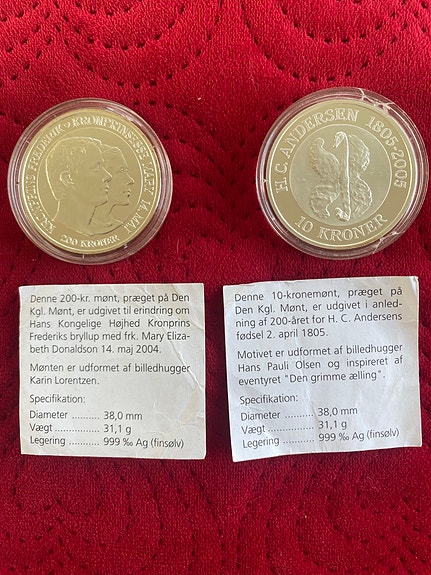 KRONPRINS FREDERIK · KRONPRINSESSE MARY 14. MAJ
200 KRONER
H.C. ANDERSEN 1805-2005
10 KRONER
Denne 200-kr. mønt, præget på Den
Kgl. Mønt, er udgivet til erindring om
Hans Kongelige Højhed Kronprins
Frederiks bryllup med frk. Mary Eliza-
beth Donaldson 14. maj 2004.
Mønten er udformet af billedhugger
Karin Lorentzen.
Specifikation:
Diameter .......... 38,0 mm
Vægt ................ 31,1 g
Legering ........... 999 ‰ Ag (finsølv)
Denne 10-kronemønt, præget på
Den Kgl. Mønt, er udgivet i anled-
ning af 200-året for H. C. Andersens
fødsel 2. april 1805.
Motivet er udformet af billedhugger
Hans Pauli Olsen og inspireret af
eventyret "Den grimme ælling".
Specifikation:
Diameter .......... 38,0 mm
Vægt ................ 31,1 g
Legering ........... 999 ‰ Ag (finsølv)